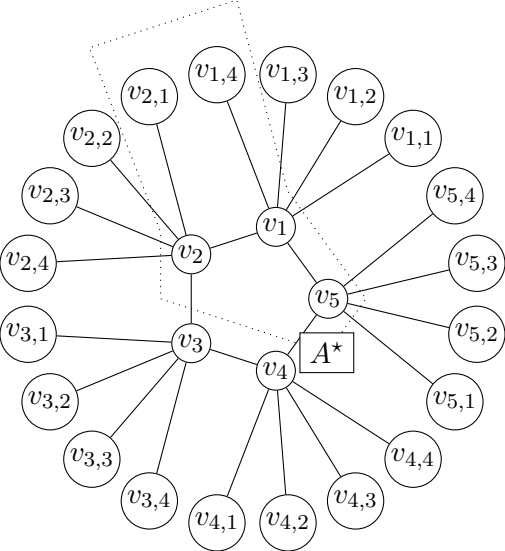 v1,4
v1,3
v2,1
v1,2
v2,2
v1,1
v2,3
v5,4
v1
v2
v2,4
v5,3
v5
v3,1
v5,2
v3
A⋆
v4
v3,2
v5,1
v3,3
v4,4
v3,4
v4,3
v4,1
v4,2